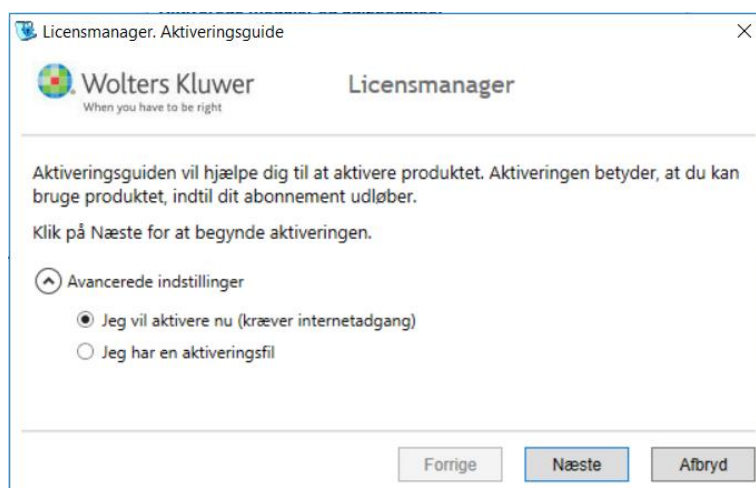 Licensmanager. Aktiveringsguide
Wolters Kluwer
When you have to be right
Licensmanager
Aktiveringsguiden vil hjælpe dig til at aktivere produktet. Aktiveringen betyder, at du kan
bruge produktet, indtil dit abonnement udløber.
Klik på Næste for at begynde aktiveringen.
Avancerede indstillinger
Jeg vil aktivere nu (kræver internetadgang)
Jeg har en aktiveringsfil
Forrige
Næste
Afbryd